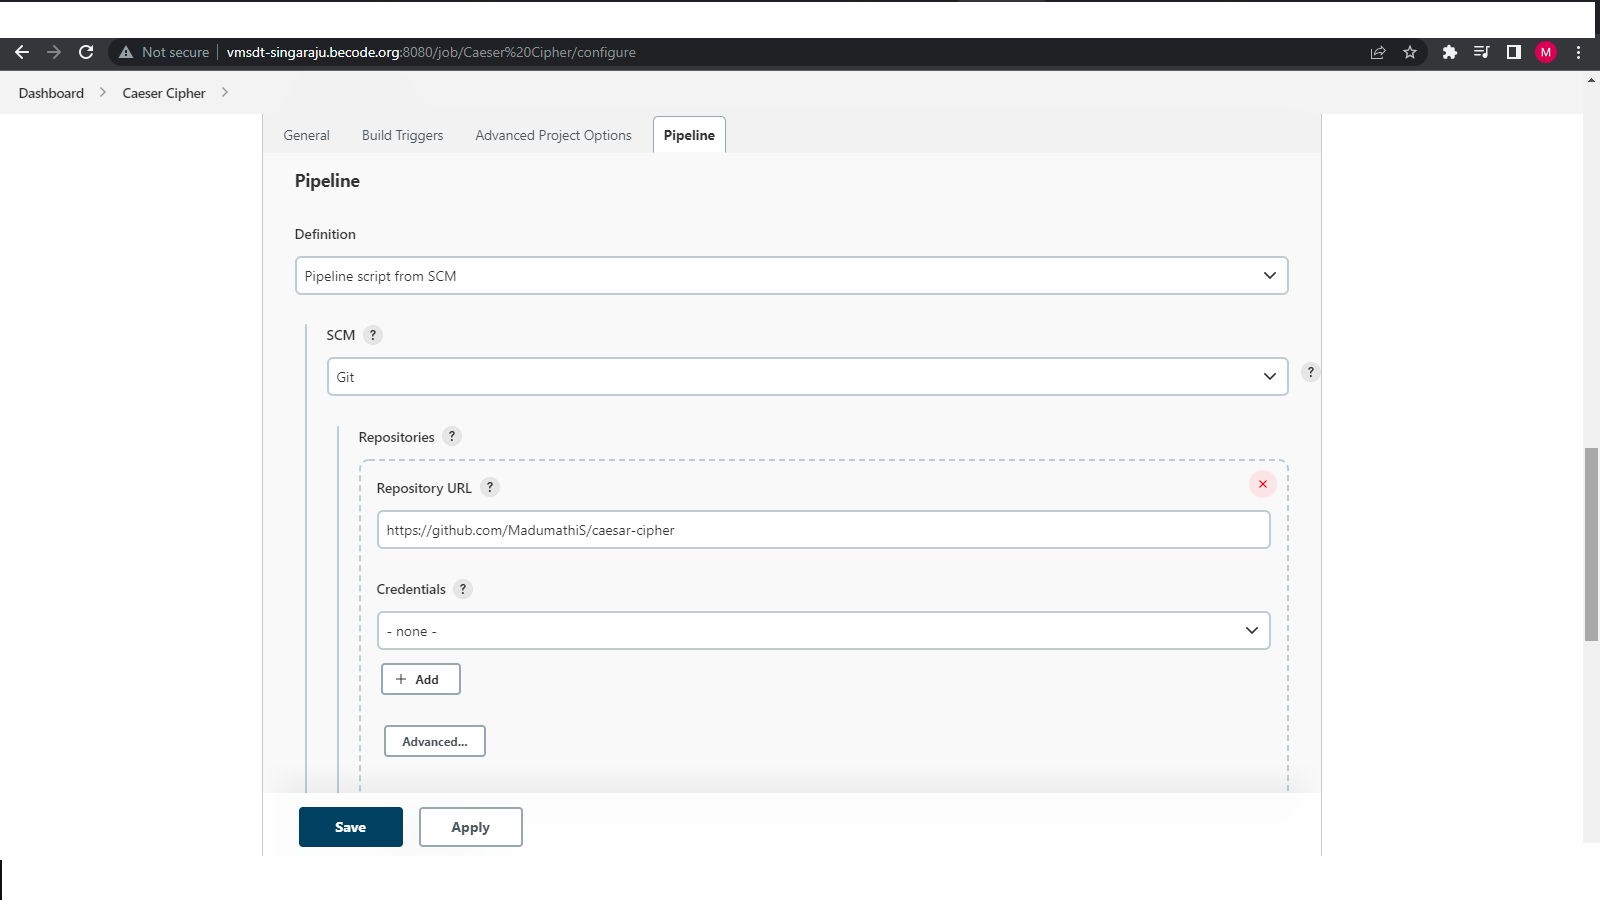 Not secure vmsdt-singaraju.becode.org:8080/job/Caeser%20Cipher/configure M
Dashboard Caeser Cipher
General Build Triggers Advanced Project Options Pipeline
Pipeline
Definition
Pipeline script from SCM
SCM ?
Git
?
Repositories ?
Repository URL ?
https://github.com/MadumathiS/caesar-cipher
Credentials ?
- none -
+ Add
Advanced...
Save Apply